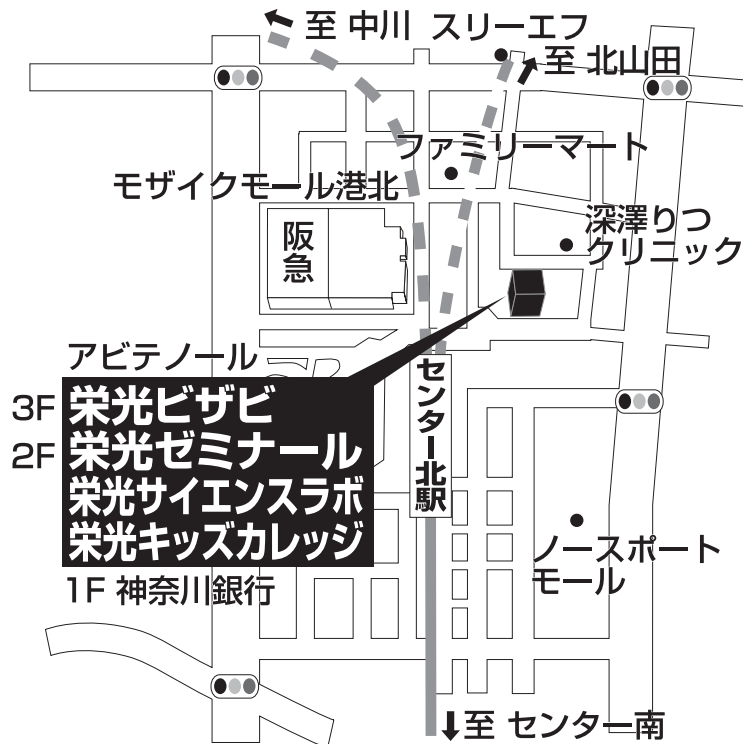 至 中川
スリーエフ
至 北山田
ファミリーマート
モザイクモール港北
深澤りつ
クリニック
阪急
アビテノール
3F 栄光ビザビ
2F 栄光ゼミナール
栄光サイエンスラボ
栄光キッズカレッジ
1F 神奈川銀行
センター北駅
ノースポート
モール
至 センター南